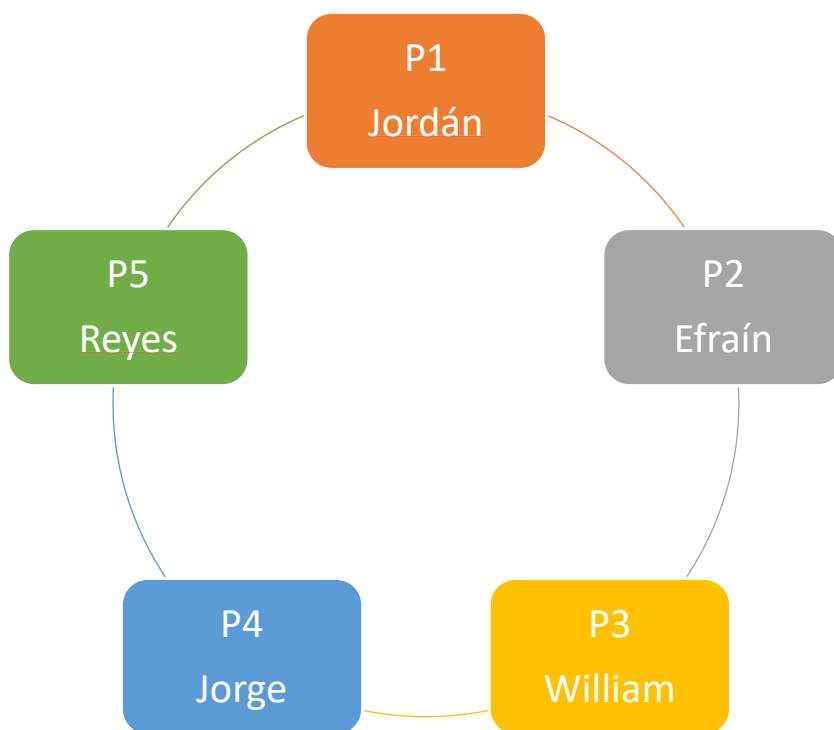 P1
Jordán
P2
Efraín
P3
William
P4
Jorge
P5
Reyes